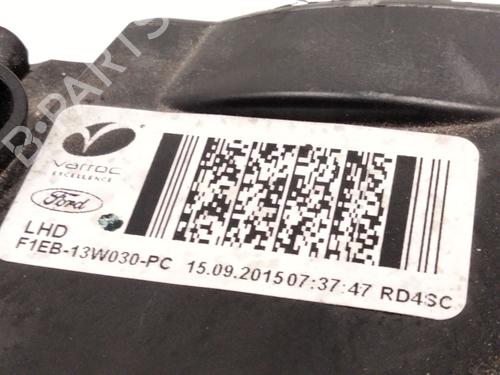 B-PARTS
varroc
EXCELLENCE
Ford
LHD
F1EB-13W030-PC 15.09.2015 07:37:47 RD4SC